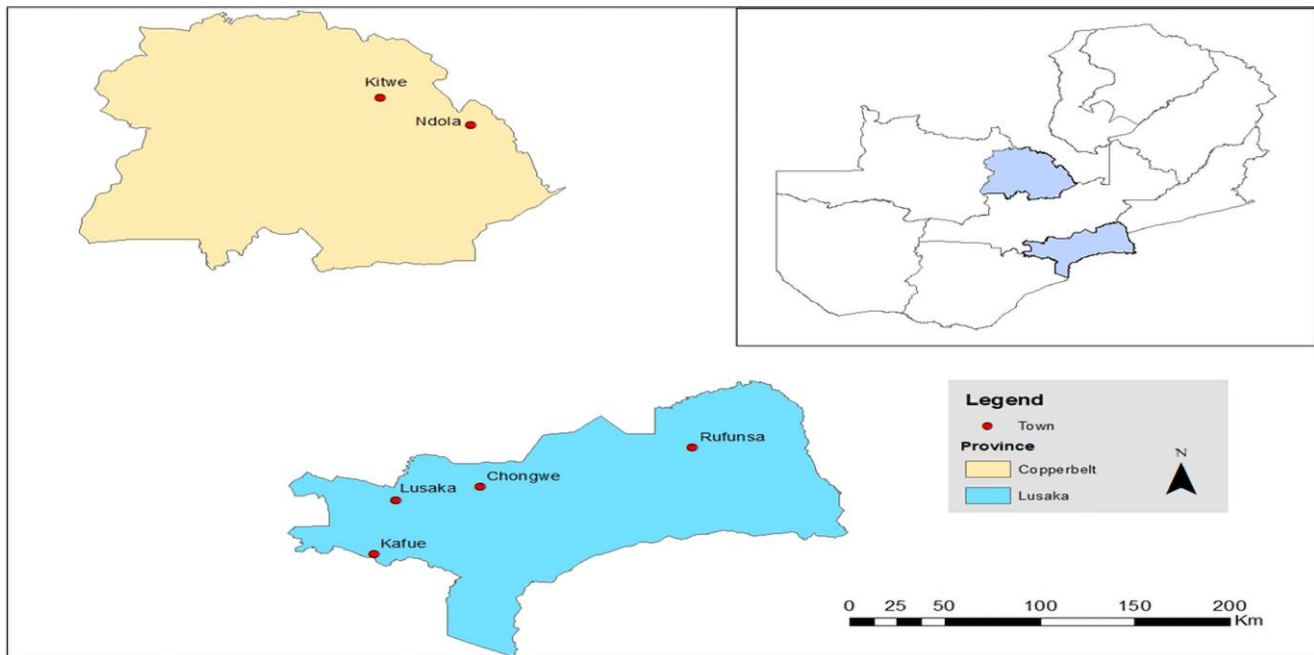 Kitwe
Ndola
Rufunsa
Chongwe
Lusaka
Kafue
Legend
Town
Province
Copperbelt
Lusaka
N
0 25 50 100 150 200
Km